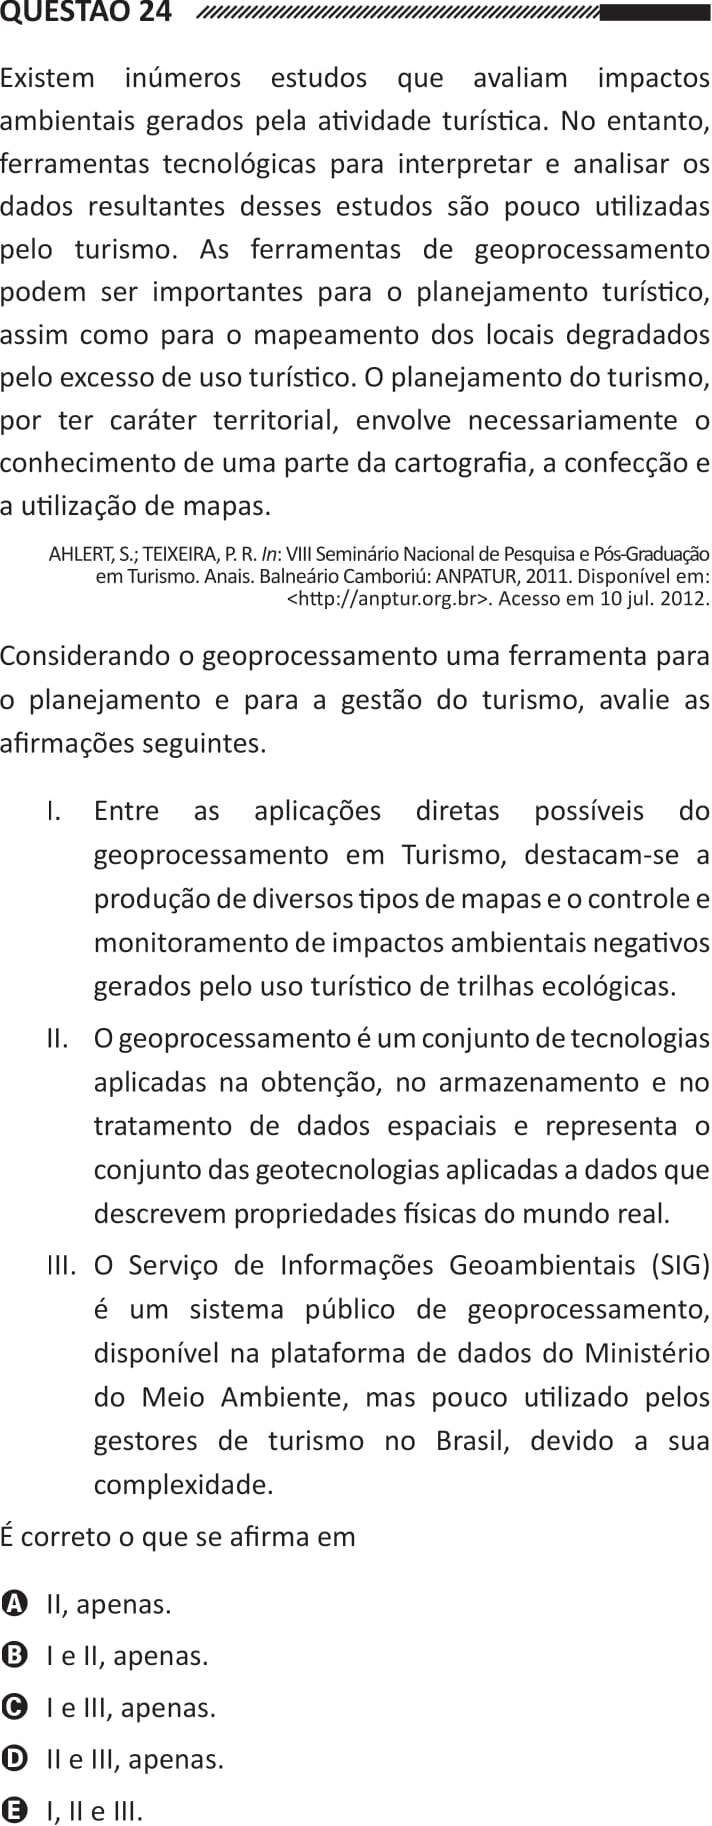 QUESTÃO 24
Existem inúmeros estudos que avaliam impactos
ambientais gerados pela atividade turística. No entanto,
ferramentas tecnológicas para interpretar e analisar os
dados resultantes desses estudos são pouco utilizadas
pelo turismo. As ferramentas de geoprocessamento
podem ser importantes para o planejamento turístico,
assim como para o mapeamento dos locais degradados
pelo excesso de uso turístico. O planejamento do turismo,
por ter caráter territorial, envolve necessariamente o
conhecimento de uma parte da cartografia, a confecção e
a utilização de mapas.
AHLERT, S.; TEIXEIRA, P. R. In: VIII Seminário Nacional de Pesquisa e Pós-Graduação
em Turismo. Anais. Balneário Camboriú: ANPATUR, 2011. Disponível em:
<http://anptur.org.br>. Acesso em 10 jul. 2012.
Considerando o geoprocessamento uma ferramenta para
o planejamento e para a gestão do turismo, avalie as
afirmações seguintes.
I. Entre as aplicações diretas possíveis do
geoprocessamento em Turismo, destacam-se a
produção de diversos tipos de mapas e o controle e
monitoramento de impactos ambientais negativos
gerados pelo uso turístico de trilhas ecológicas.
II. O geoprocessamento é um conjunto de tecnologias
aplicadas na obtenção, no armazenamento e no
tratamento de dados espaciais e representa o
conjunto das geotecnologias aplicadas a dados que
descrevem propriedades físicas do mundo real.
III. O Serviço de Informações Geoambientais (SIG)
é um sistema público de geoprocessamento,
disponível na plataforma de dados do Ministério
do Meio Ambiente, mas pouco utilizado pelos
gestores de turismo no Brasil, devido a sua
complexidade.
É correto o que se afirma em
A II, apenas.
B I e II, apenas.
C I e III, apenas.
D II e III, apenas.
E I, II e III.